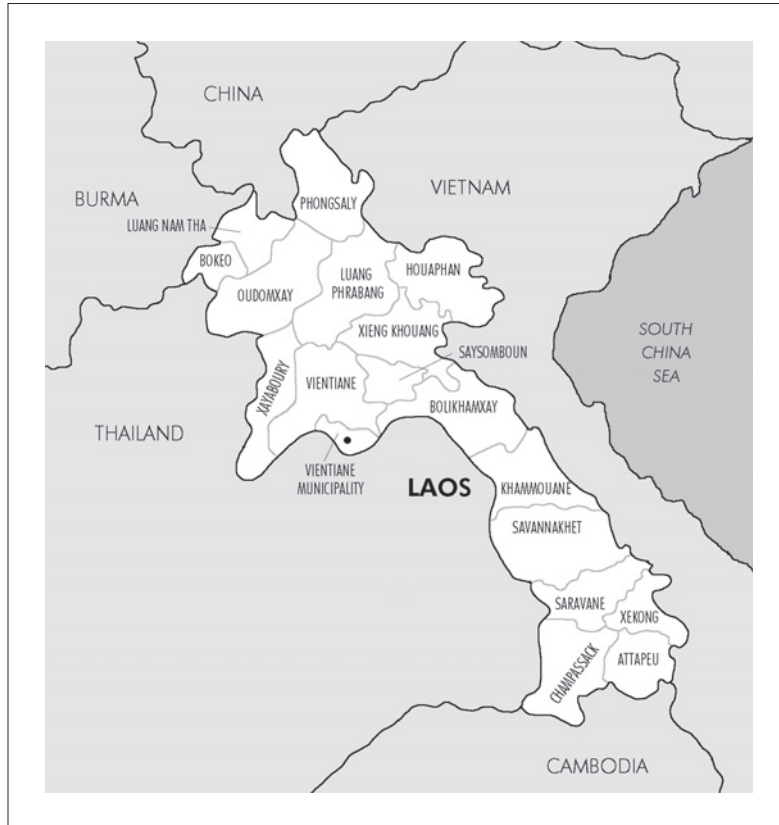 CHINA
BURMA
VIETNAM
PHONGSALY
LUANG NAM THA
BOKEO
HOUAPHAN
LUANG
PHRABANG
OUDOMXAY
XIENG KHOUANG
SOUTH
CHINA
SEA
SAYSOMBOUN
XAYABOURY
VIENTIANE
BOLIKHAMXAY
THAILAND
VIENTIANE
MUNICIPALITY
LAOS
KHAMMOUANE
SAVANNAKHET
SARAVANE
XEKONG
CHAMPASSACK
ATTAPEU
CAMBODIA